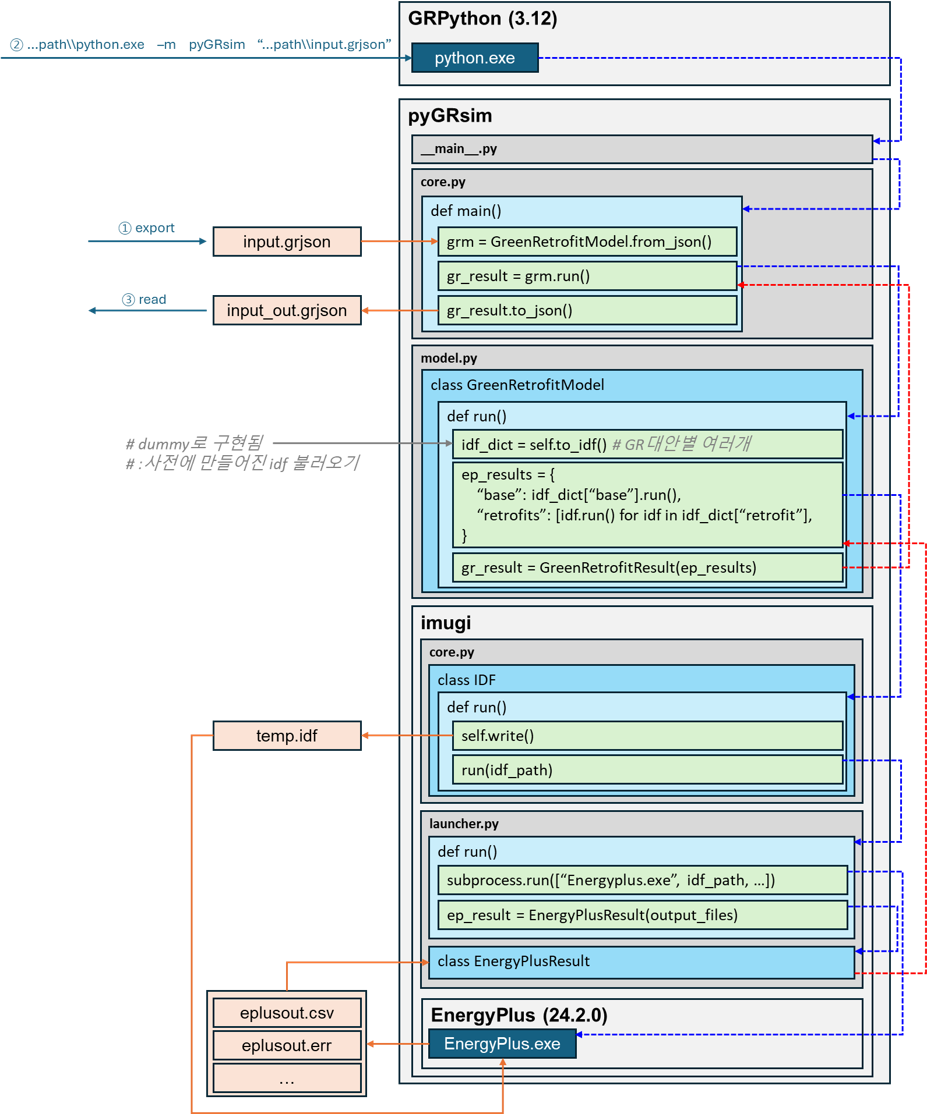 GRPython (3.12)
② ...path\\python.exe –m pyGRsim “...path\\input.grjson”
python.exe
pyGRsim
__main__.py
core.py
def main()
① export
input.grjson
grm = GreenRetrofitModel.from_json()
gr_result = grm.run()
③ read
input_out.grjson
gr_result.to_json()
model.py
class GreenRetrofitModel
def run()
# dummy로 구현됨
# : 사전에 만들어진 idf 불러오기
idf_dict = self.to_idf() # GR 대안별 여러개
ep_results = {
“base”: idf_dict[“base”].run(),
“retrofits”: [idf.run() for idf in idf_dict[“retrofit”],
}
gr_result = GreenRetrofitResult(ep_results)
imugi
core.py
class IDF
def run()
temp.idf
self.write()
run(idf_path)
launcher.py
def run()
subprocess.run([“Energyplus.exe”, idf_path, ...])
ep_result = EnergyPlusResult(output_files)
class EnergyPlusResult
eplusout.csv
eplusout.err
...
EnergyPlus (24.2.0)
EnergyPlus.exe